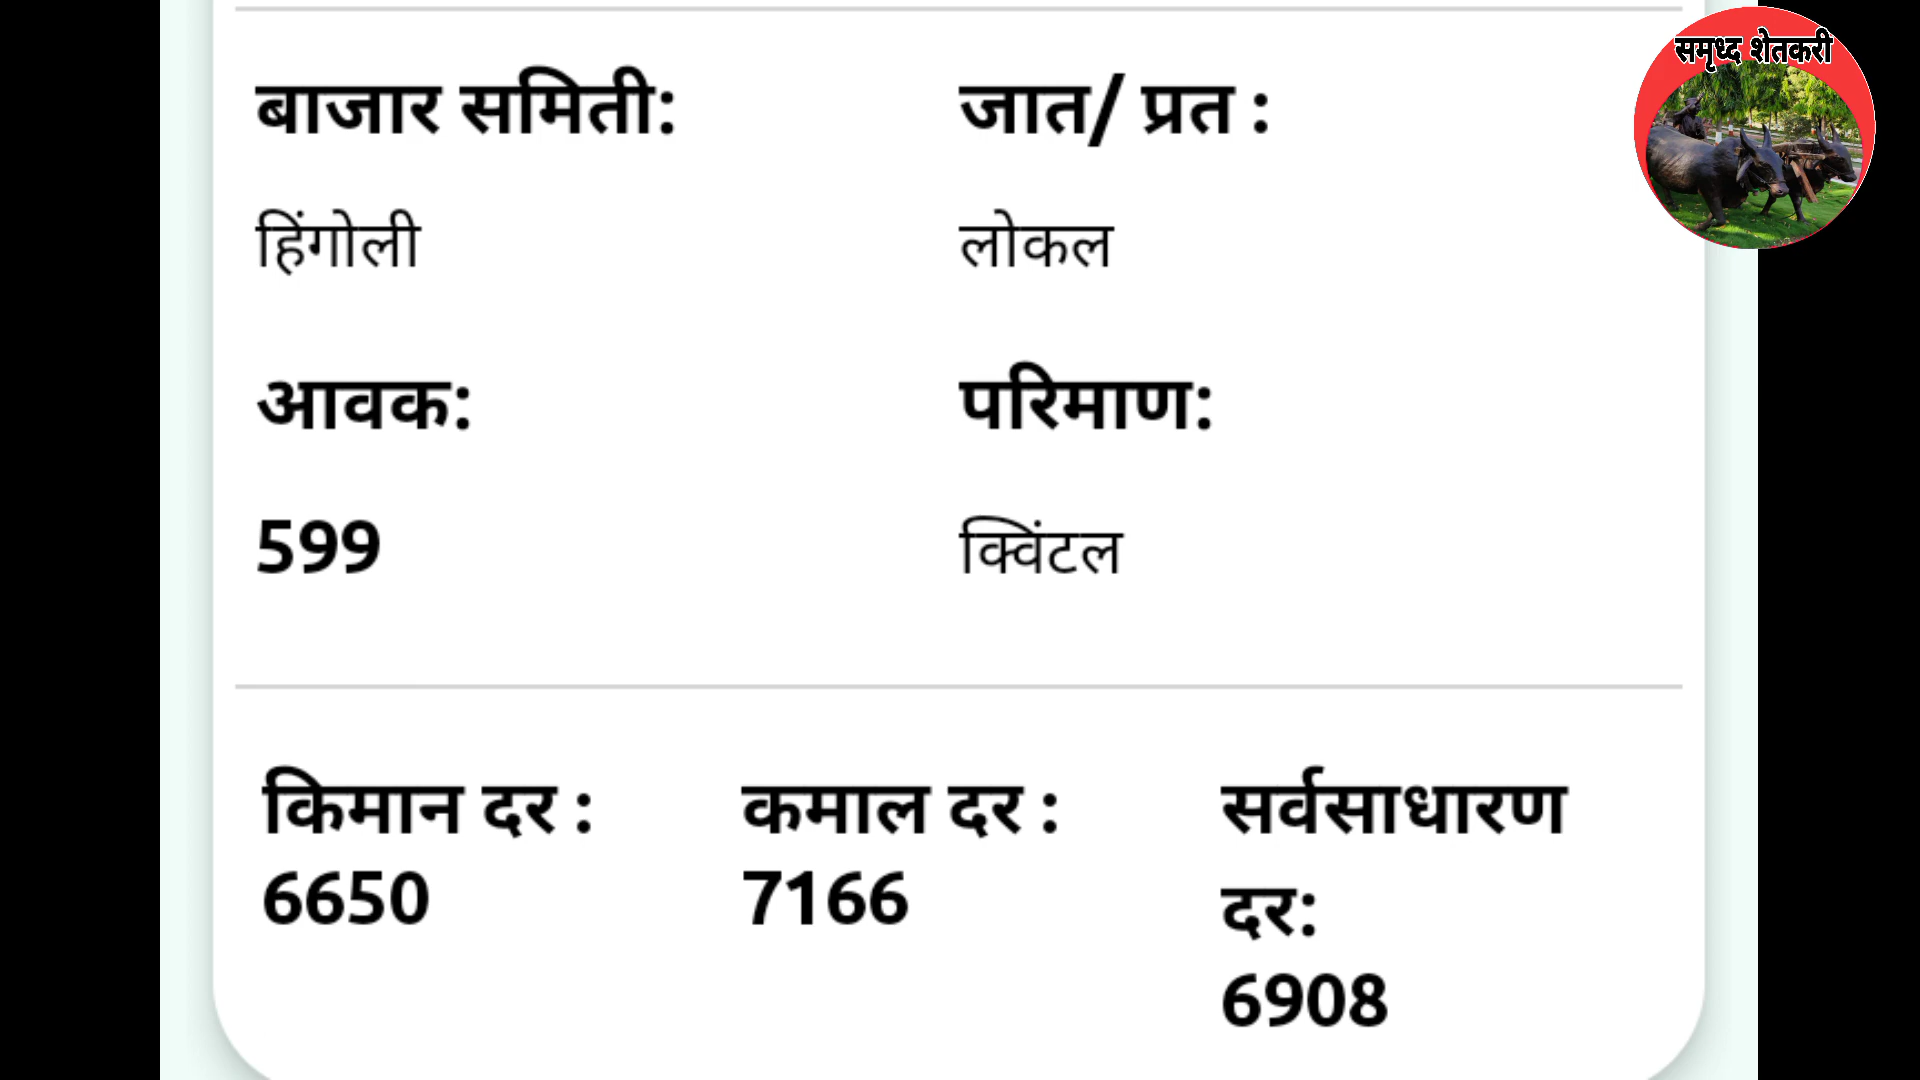 समृध्द शेतकरी
बाजार समिती:
जात/ प्रत :
हिंगोली
लोकल
आवक:
परिमाण:
599
क्विंटल
किमान दर :
6650
कमाल दर :
7166
सर्वसाधारण
दर:
6908